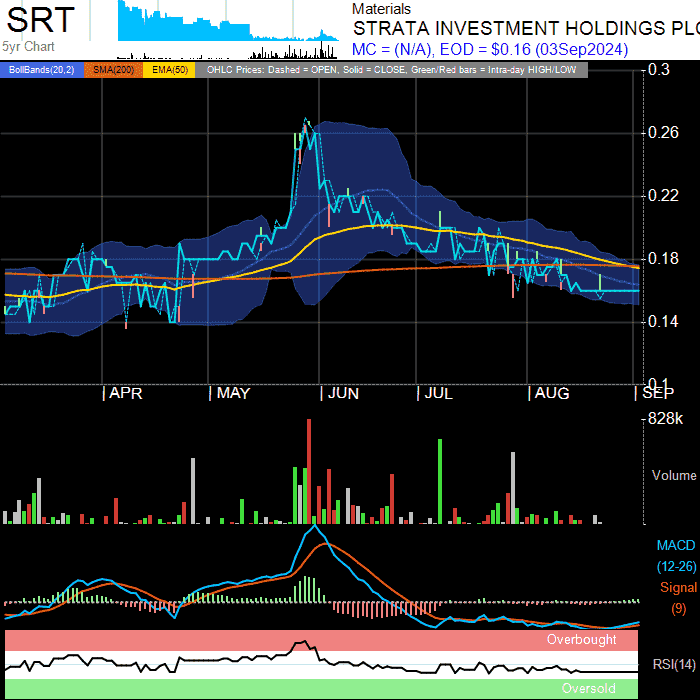 SRT
5yr Chart
Materials
STRATA INVESTMENT HOLDINGS PLC
MC = (N/A), EOD = $0.16 (03Sep2024)
BollBands(20,2) SMA(200) EMA(50) OHLC Prices: Dashed = OPEN, Solid = CLOSE, Green/Red bars = Intra-day HIGH/LOW
0.3
0.26
0.22
0.18
0.14
0.1
APR MAY JUN JUL AUG SEP
828k
Volume
MACD
(12-26)
Signal
(9)
Overbought
RSI(14)
Oversold